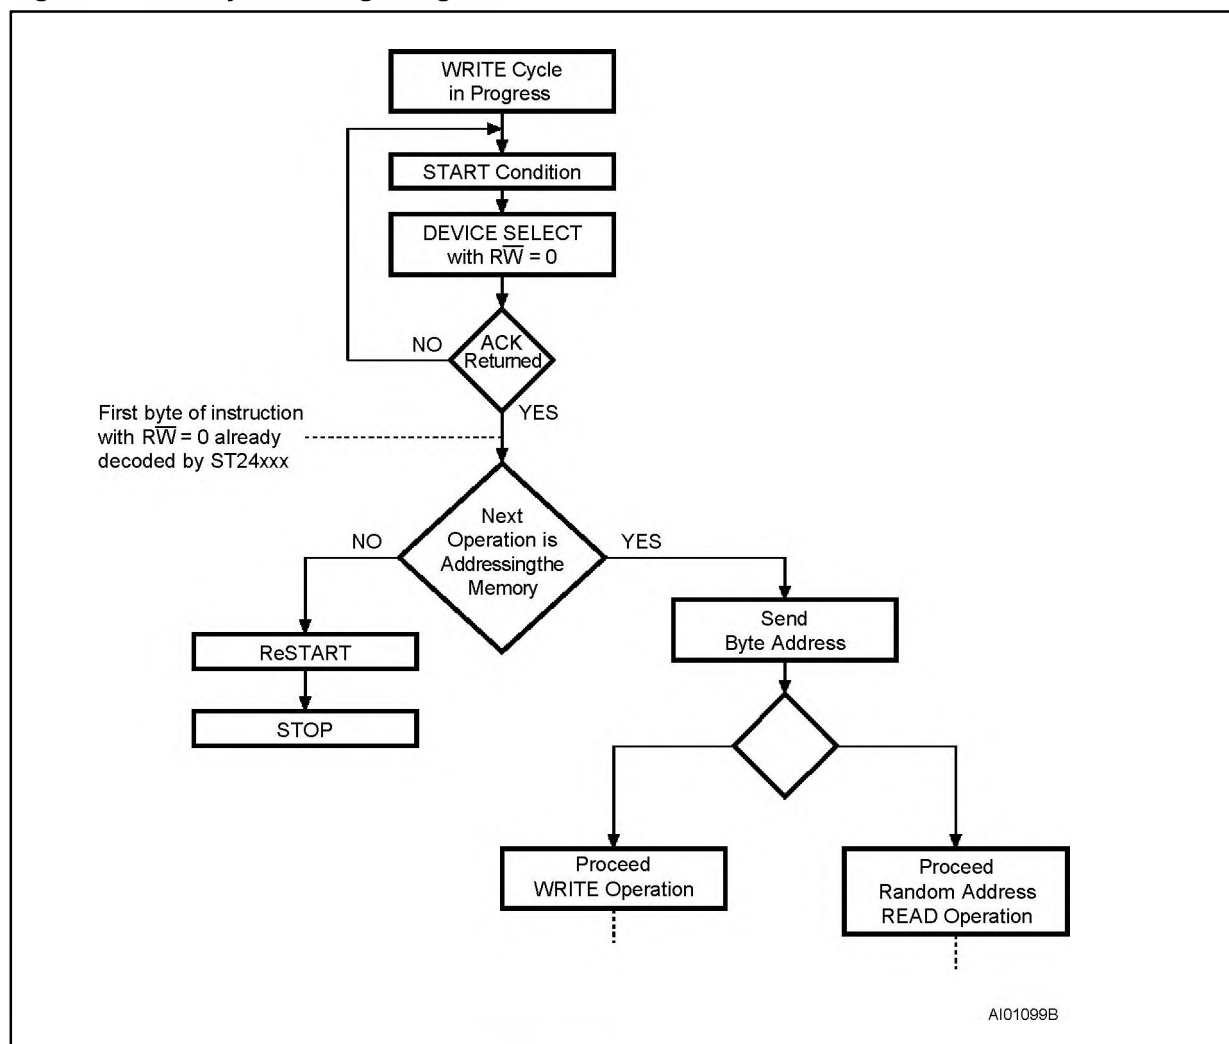 WRITE Cycle
in Progress
START Condition
DEVICE SELECT
with RW̅ = 0
NO
ACK
Returned
YES
First byte of instruction
with RW̅ = 0 already
decoded by ST24xxx
Next
Operation is
Addressingthe
Memory
NO
YES
Send
Byte Address
ReSTART
STOP
Proceed
WRITE Operation
Proceed
Random Address
READ Operation
AI01099B